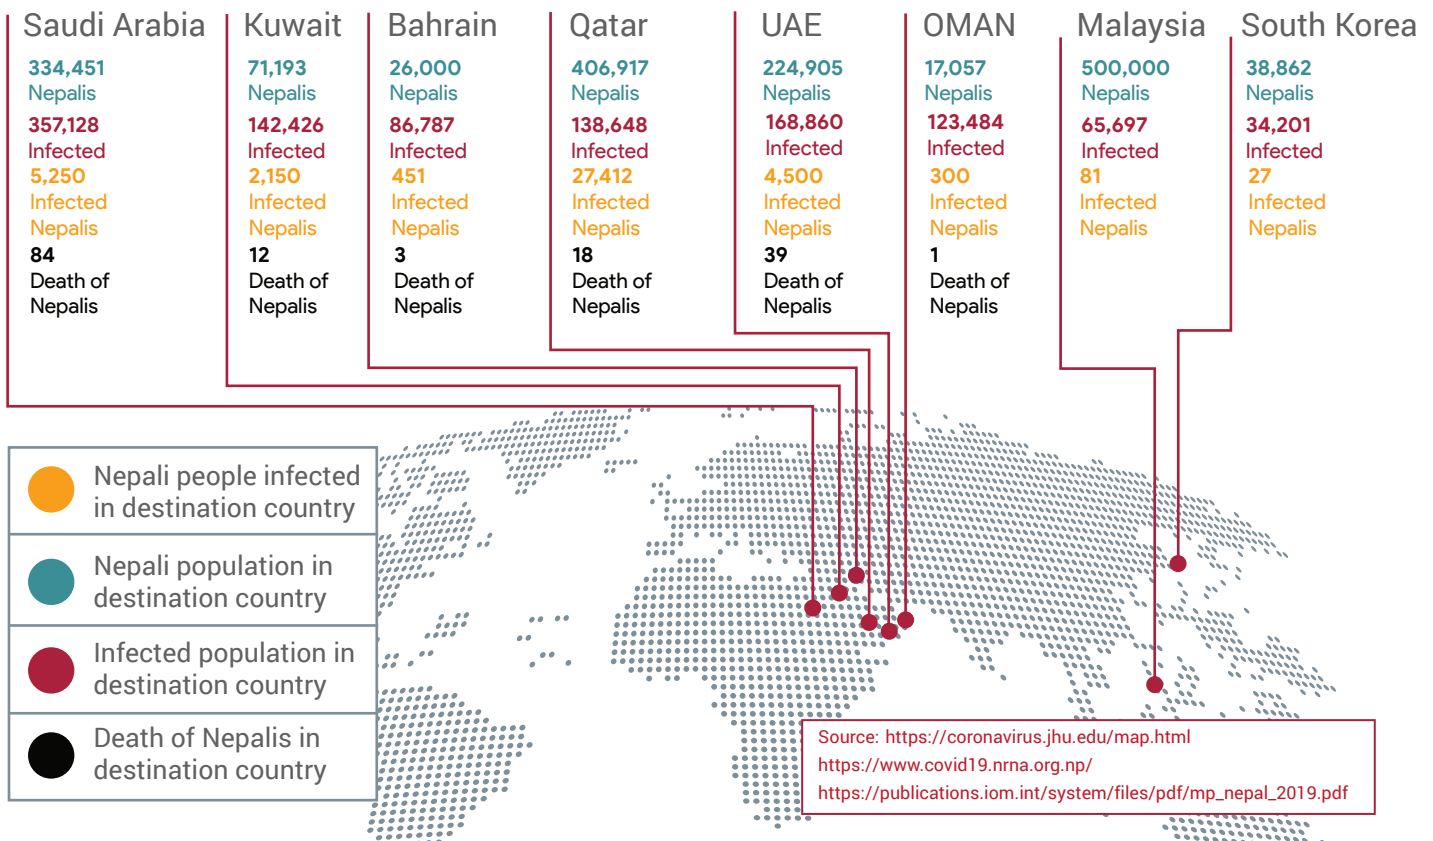 Saudi Arabia
334,451
Nepalis
357,128
Infected
5,250
Infected
Nepalis
84
Death of
Nepalis
Kuwait
71,193
Nepalis
142,426
Infected
2,150
Infected
Nepalis
12
Death of
Nepalis
Bahrain
26,000
Nepalis
86,787
Infected
451
Infected
Nepalis
3
Death of
Nepalis
Qatar
406,917
Nepalis
138,648
Infected
27,412
Infected
Nepalis
18
Death of
Nepalis
UAE
224,905
Nepalis
168,860
Infected
4,500
Infected
Nepalis
39
Death of
Nepalis
OMAN
17,057
Nepalis
123,484
Infected
300
Infected
Nepalis
1
Death of
Nepalis
Malaysia
500,000
Nepalis
65,697
Infected
81
Infected
Nepalis
South Korea
38,862
Nepalis
34,201
Infected
27
Infected
Nepalis
Nepali people infected
in destination country
Nepali population in
destination country
Infected population in
destination country
Death of Nepalis in
destination country
Source: https://coronavirus.jhu.edu/map.html
https://www.covid19.nrna.org.np/
https://publications.iom.int/system/files/pdf/mp_nepal_2019.pdf